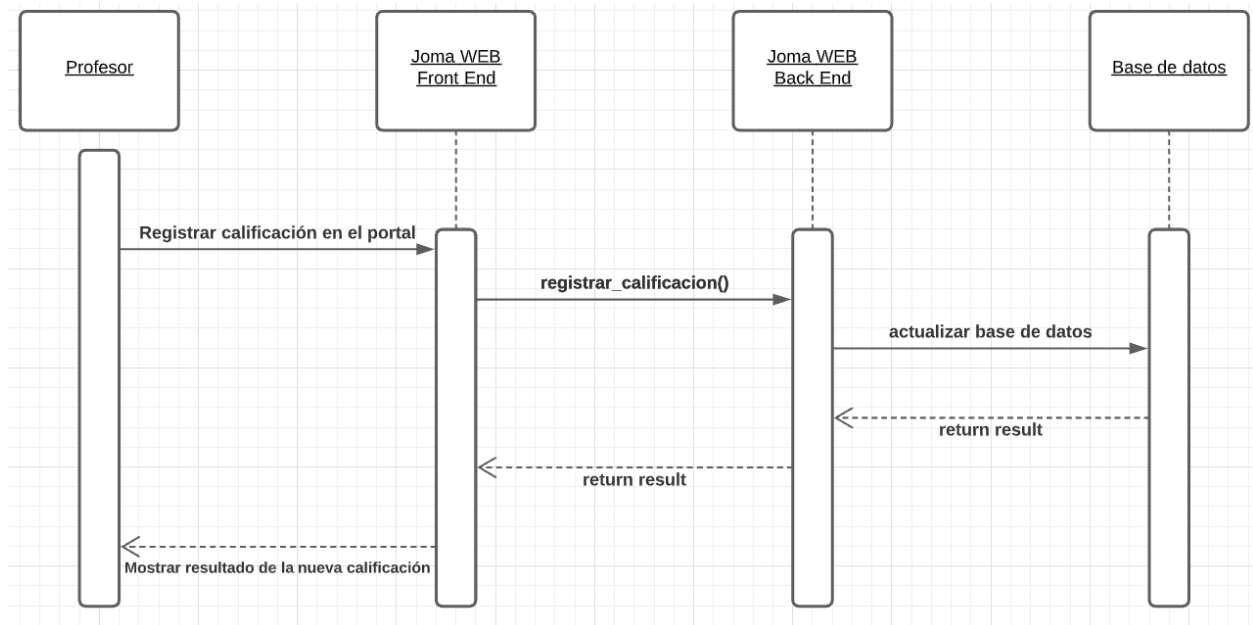 Profesor
Joma WEB
Front End
Joma WEB
Back End
Base de datos
Registrar calificación en el portal
registrar_calificacion()
actualizar base de datos
return result
return result
Mostrar resultado de la nueva calificación